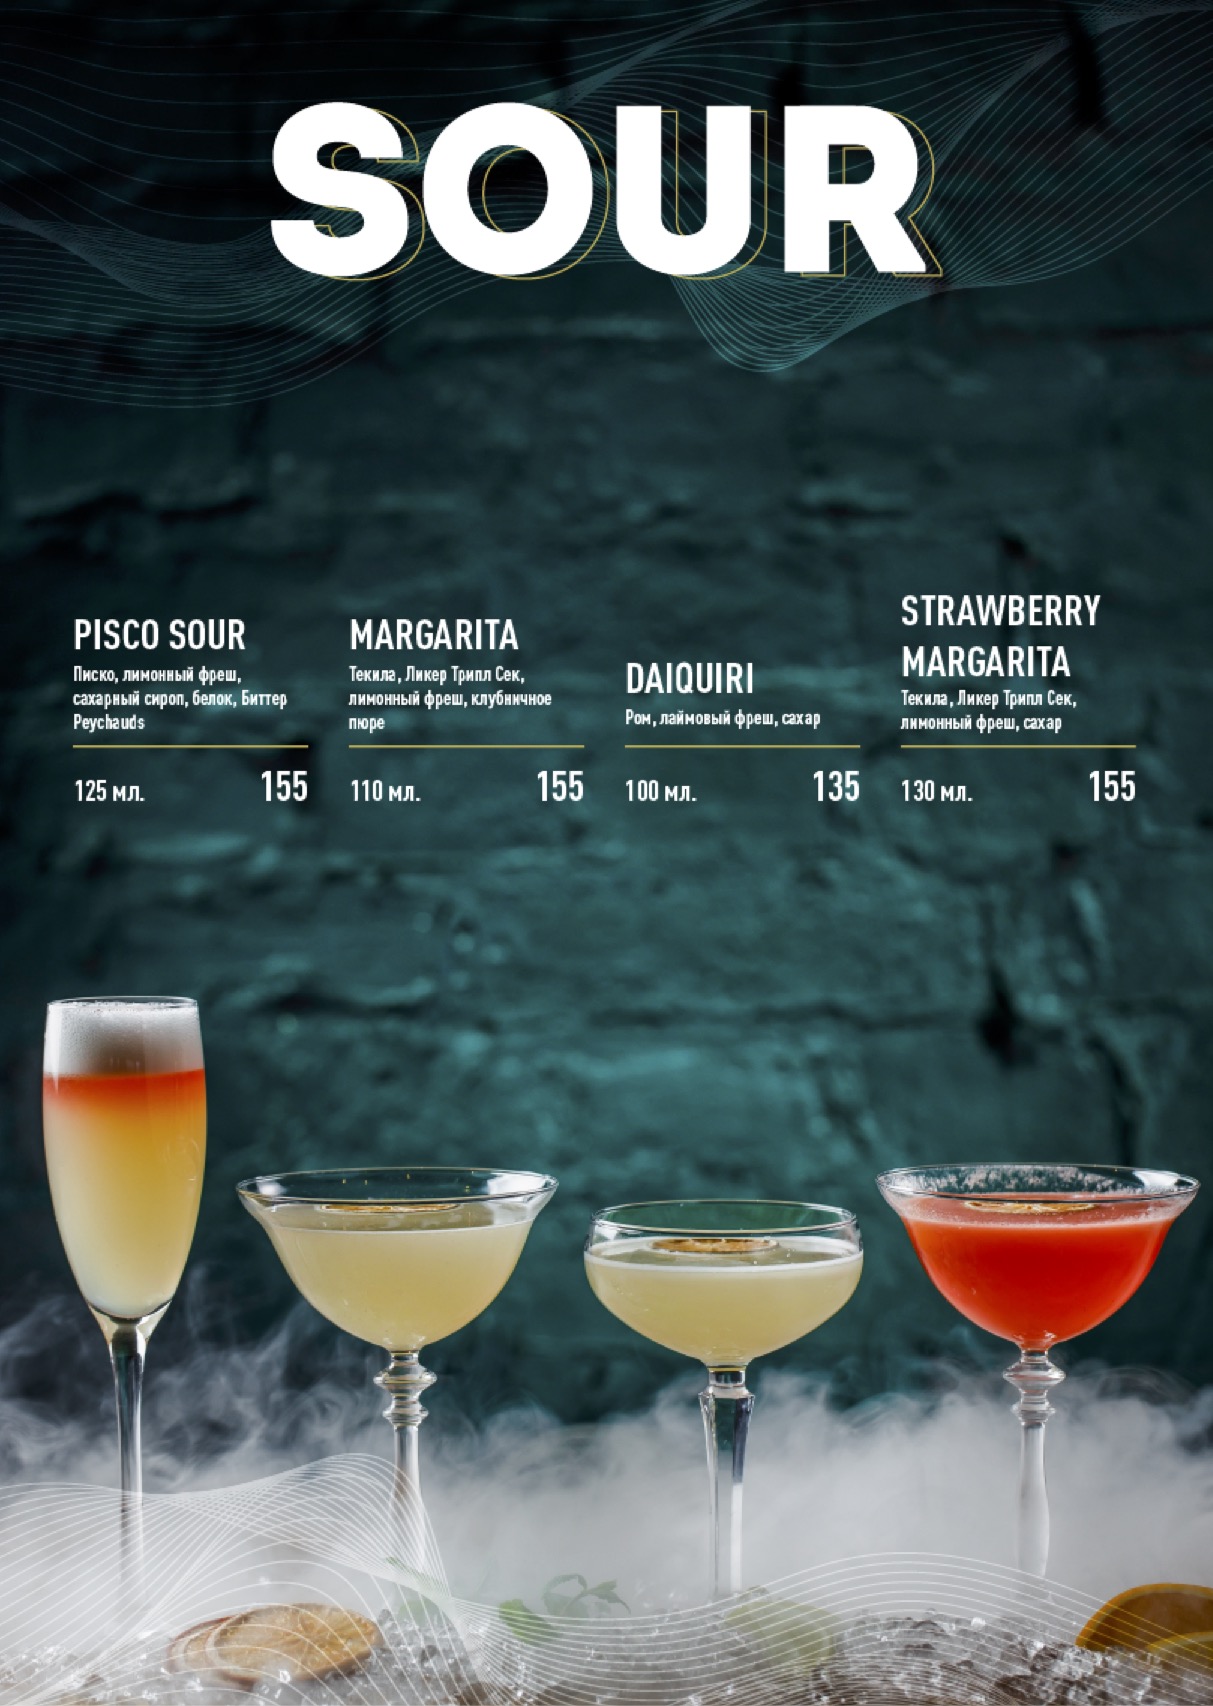 SOUR
PISCO SOUR
Писко, лимонный фреш,
сахарный сироп, белок, Биттер
Peychauds
125 мл.
155
MARGARITA
Текила, Ликер Трипл Сек,
лимонный фреш, клубничное
пюре
110 мл.
155
DAIQUIRI
Ром, лаймовый фреш, сахар
100 мл.
135
STRAWBERRY
MARGARITA
Текила, Ликер Трипл Сек,
лимонный фреш, сахар
130 мл.
155